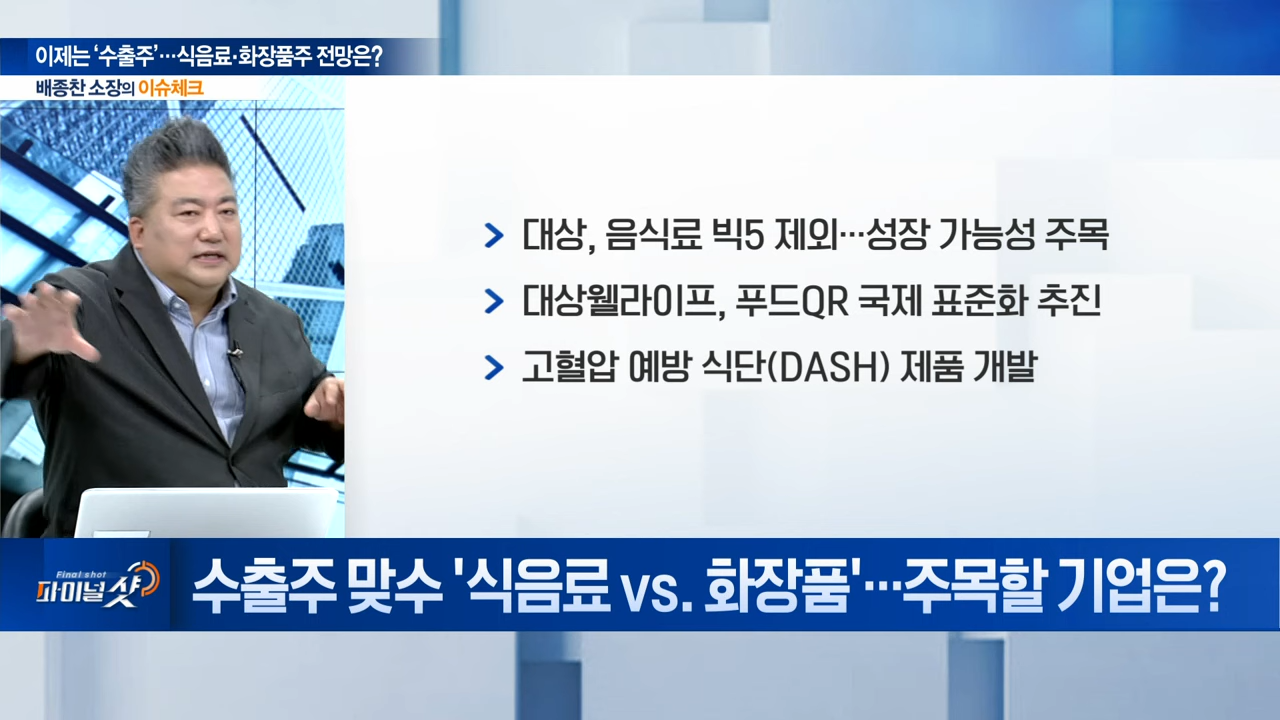 이제는 '수출주'…식음료·화장품주 전망은?
배종찬 소장의 이슈체크
대상, 음식료 빅5 제외…성장 가능성 주목
대상웰라이프, 푸드QR 국제 표준화 추진
고혈압 예방 식단(DASH) 제품 개발
Final shot
파이널샷
수출주 맞수 '식음료 vs. 화장품'…주목할 기업은?